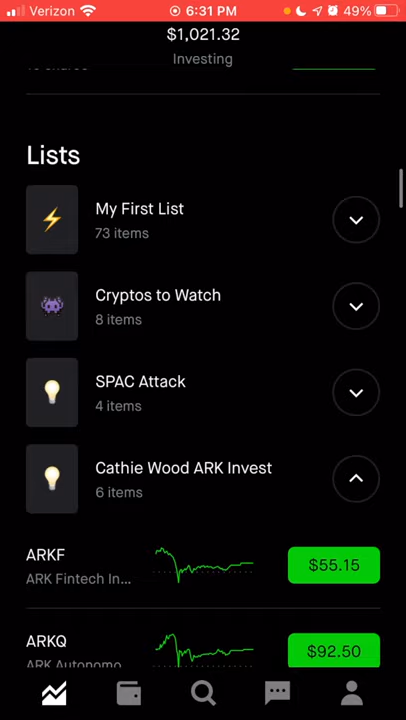 Verizon 6:31 PM 49%
$1,021.32
Investing
Lists
My First List
73 items
Cryptos to Watch
8 items
SPAC Attack
4 items
Cathie Wood ARK Invest
6 items
ARKF
$55.15
ARK Fintech In...
ARKQ
$92.50
ARK Autonomo